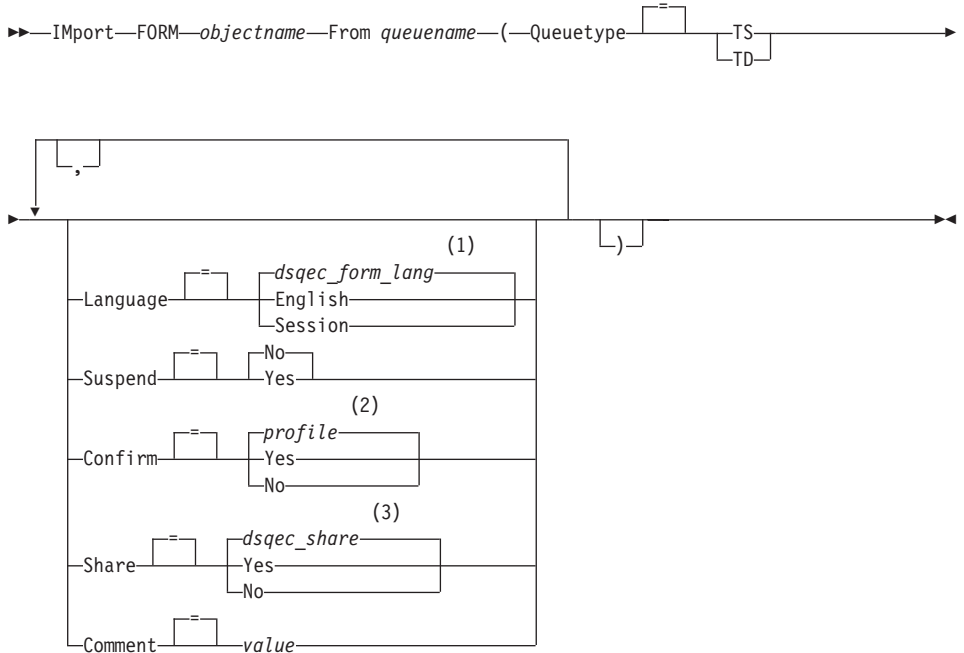 =
IMport FORM objectname From queuename ( Queuetype TS
TD
,
)
(1)
= dsqec_form_lang
Language English
Session
= No
Suspend Yes
(2)
= profile
Confirm Yes
No
(3)
= dsqec_share
Share Yes
No
=
Comment value